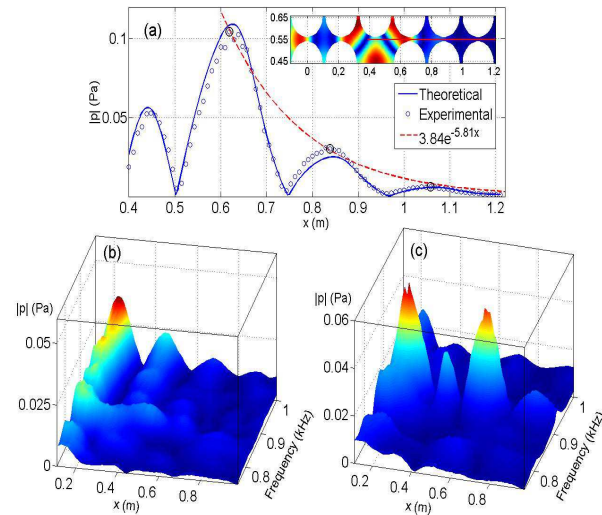 (a)
|p| (Pa)
0.1
0.05
0.4 0.5 0.6 0.7 0.8 0.9 1 1.1 1.2
x (m)
0.65
0.55
0.45
0 0.2 0.4 0.6 0.8 1 1.2
Theoretical
Experimental
3.84e^-5.81x
(b)
|p| (Pa)
0.05
0.025
0
0.2 0.4 0.6 0.8
x (m)
0.8 0.9 1
Frequency (kHz)
(c)
|p| (Pa)
0.06
0.04
0.02
0
0.2 0.4 0.6 0.8
x (m)
0.8 0.9 1
Frequency (kHz)